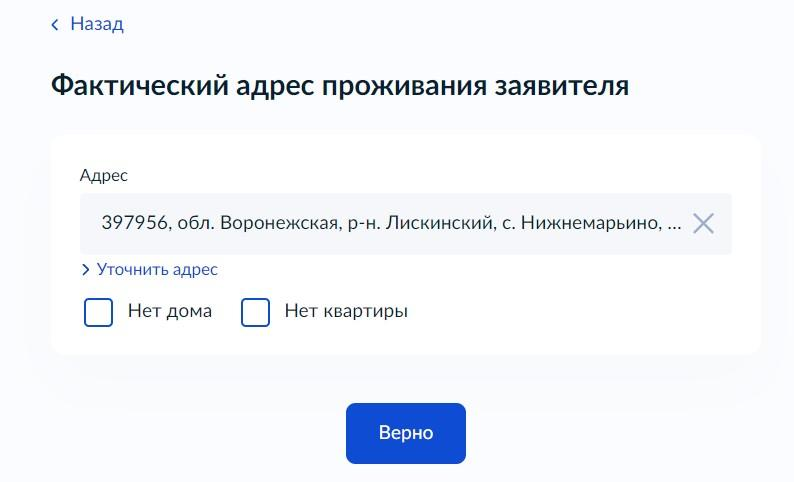 Назад
Фактический адрес проживания заявителя
Адрес
397956, обл. Воронежская, р-н. Лискинский, с. Нижнемарьино, ...
Уточнить адрес
Нет дома Нет квартиры
Верно